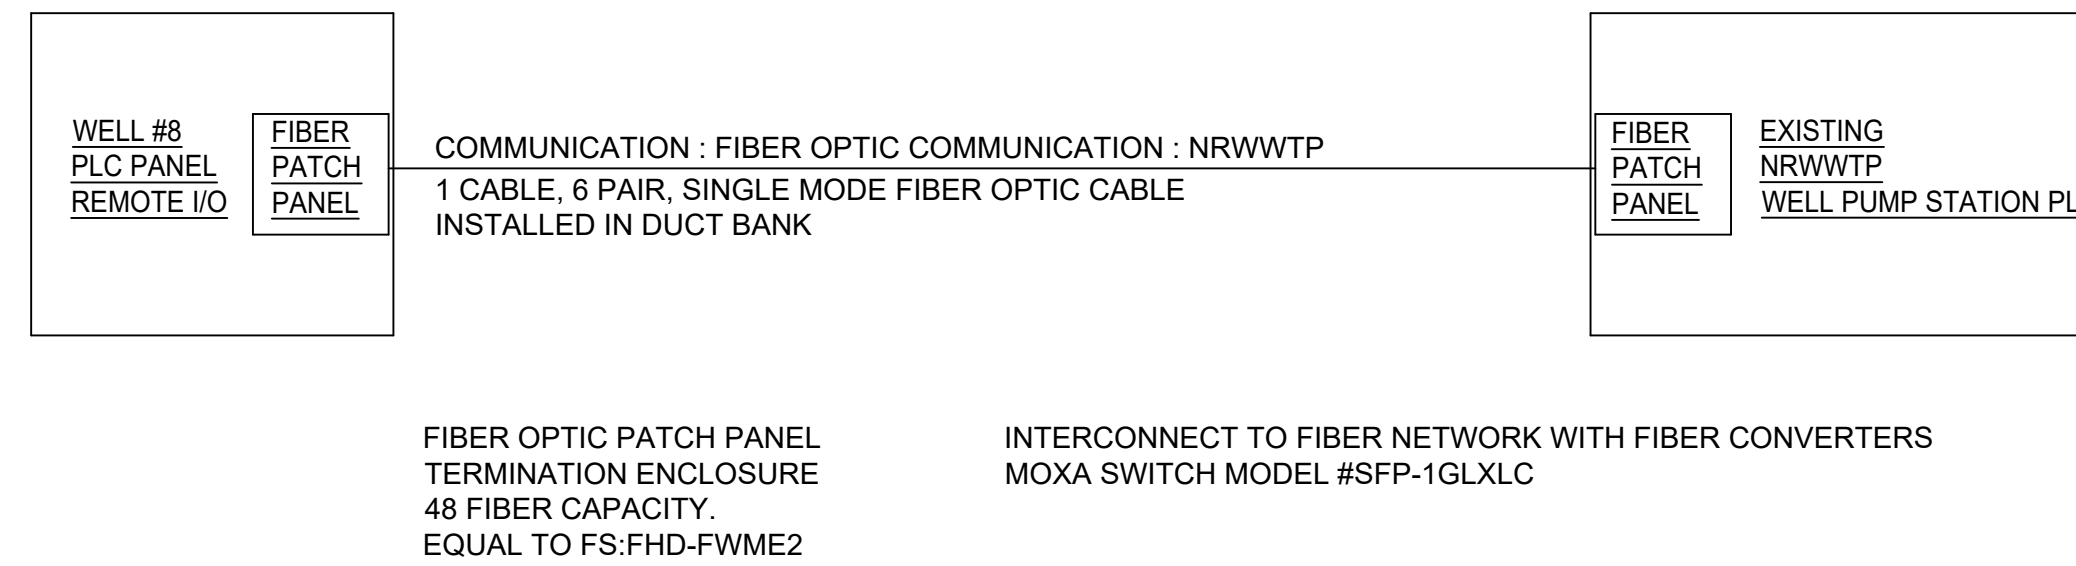 WELL #8
PLC PANEL
REMOTE I/O
FIBER
PATCH
PANEL
COMMUNICATION : FIBER OPTIC COMMUNICATION : NRWWTP
1 CABLE, 6 PAIR, SINGLE MODE FIBER OPTIC CABLE
INSTALLED IN DUCT BANK
FIBER
PATCH
PANEL
EXISTING
NRWWTP
WELL PUMP STATION
FIBER OPTIC PATCH PANEL
TERMINATION ENCLOSURE
48 FIBER CAPACITY.
EQUAL TO FS:FHD-FWME2
INTERCONNECT TO FIBER NETWORK WITH FIBER CONVERTERS
MOXA SWITCH MODEL #SFP-1GLXLC